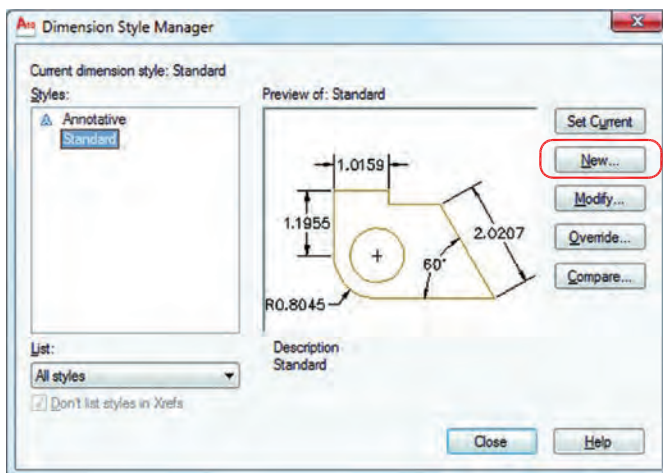 A10 Dimension Style Manager
Current dimension style: Standard
Styles:
Annotative
Standard
Preview of: Standard
1.0159
1.1955
2.0207
60°
R0.8045
Set Current
New...
Modify...
Override...
Compare...
List:
All styles
Don't list styles in Xrefs
Description
Standard
Close
Help